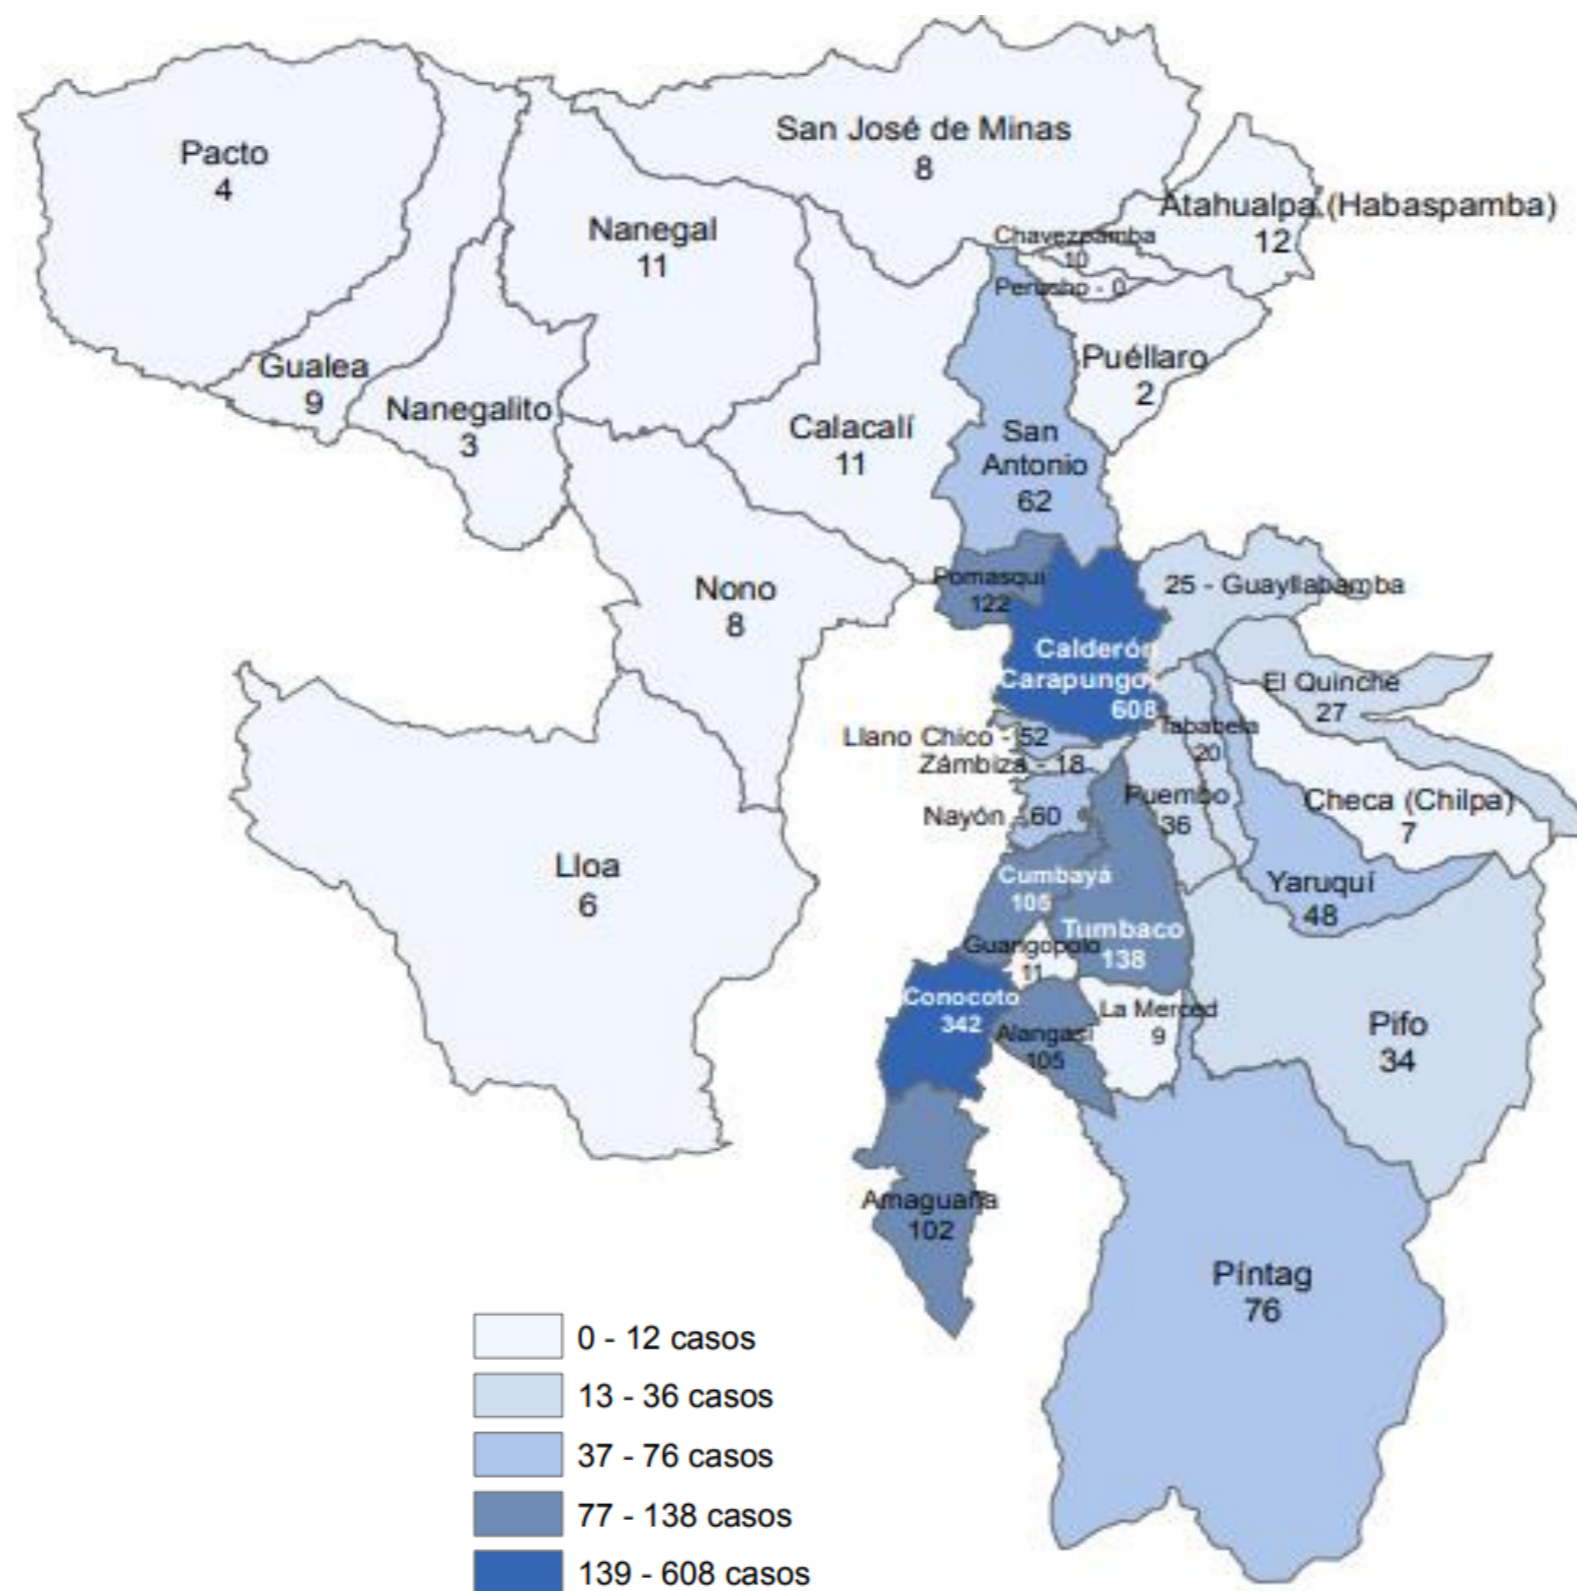 San José de Minas
8
Pacto
4
Atahualpa (Habaspamba)
12
Nanegal
11
Chavezpamba
10
Perusho - 0
Puéllaro
2
Gualea
9
Nanegalito
3
Calacalí
11
San
Antonio
62
Pomasqui
122
25 - Guayllabamba
Nono
8
Calderón
Carapungo)
608
El Quinche
27
Tababela
20
Llano Chico - 52
Zámbiza - 18
Puembo
36
Checa (Chilpa)
7
Nayón - 60
Lloa
6
Cumbayá
105
Yaruquí
48
Tumbaco
138
Guangopolo
11
Conocoto
342
La Merced
9
Alangasí
105
Pifo
34
Amaguaña
102
Píntag
76
0 - 12 casos
13 - 36 casos
37 - 76 casos
77 - 138 casos
139 - 608 casos